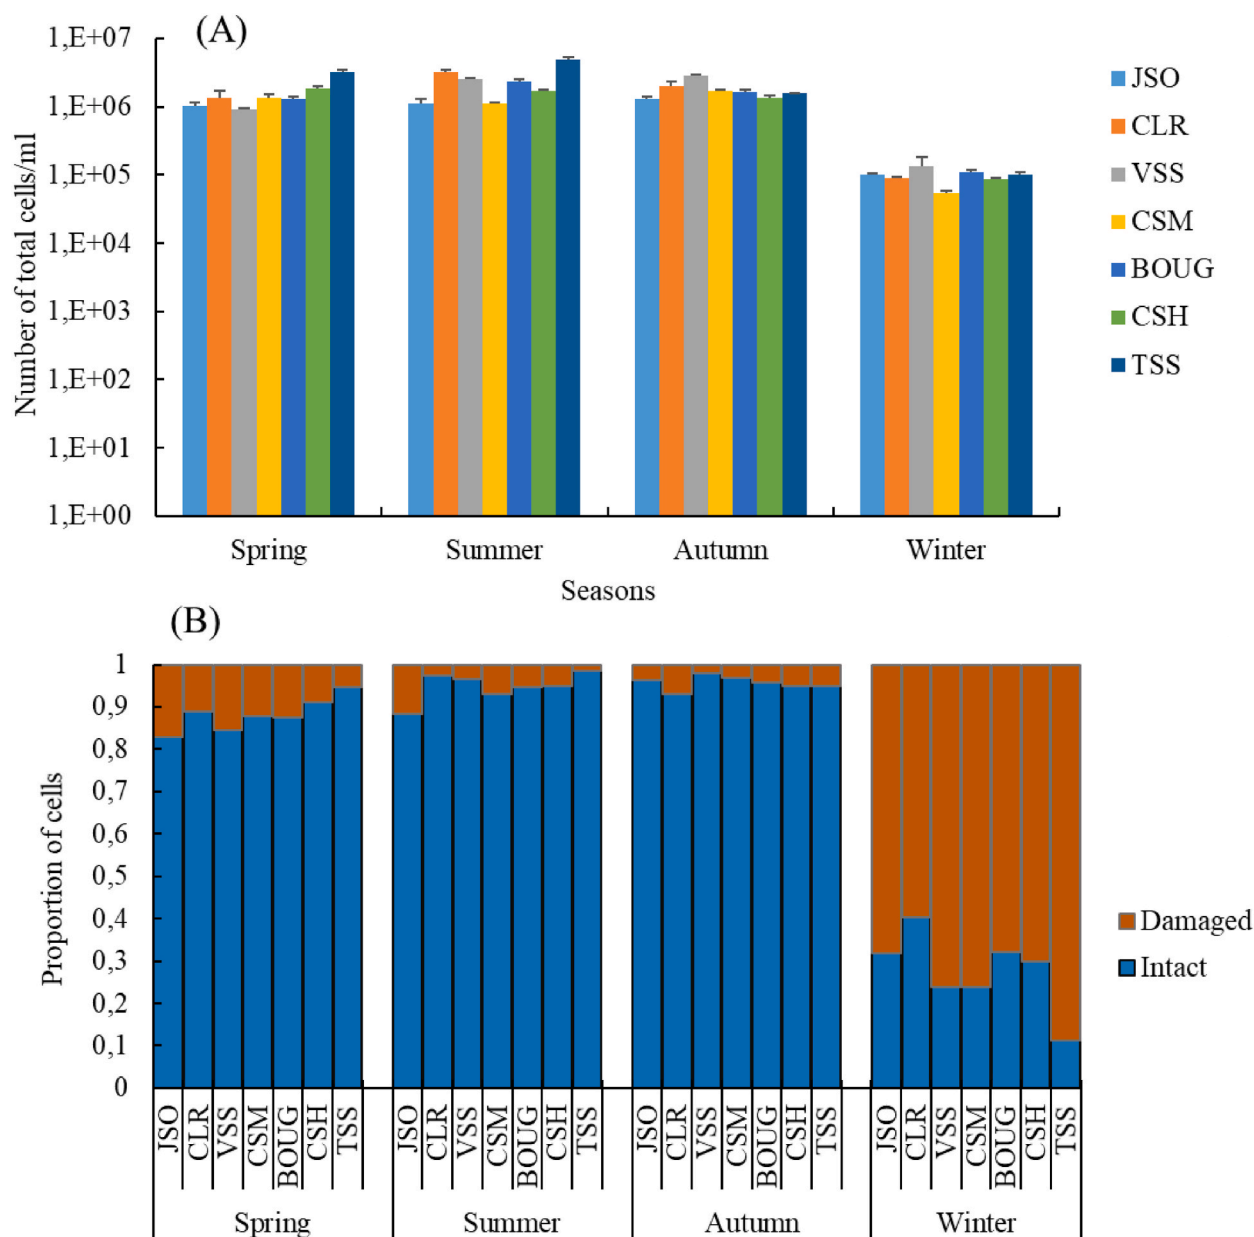 (A)
Number of total cells/ml
1,E+07
1,E+06
1,E+05
1,E+04
1,E+03
1,E+02
1,E+01
1,E+00
Spring Summer Autumn Winter
Seasons
JSO
CLR
VSS
CSM
BOUG
CSH
TSS
(B)
Proportion of cells
1
0,9
0,8
0,7
0,6
0,5
0,4
0,3
0,2
0,1
0
JSO CLR VSS CSM BOUG CSH TSS JSO CLR VSS CSM BOUG CSH TSS JSO CLR VSS CSM BOUG CSH TSS JSO CLR VSS CSM BOUG CSH TSS
Spring Summer Autumn Winter
Damaged
Intact